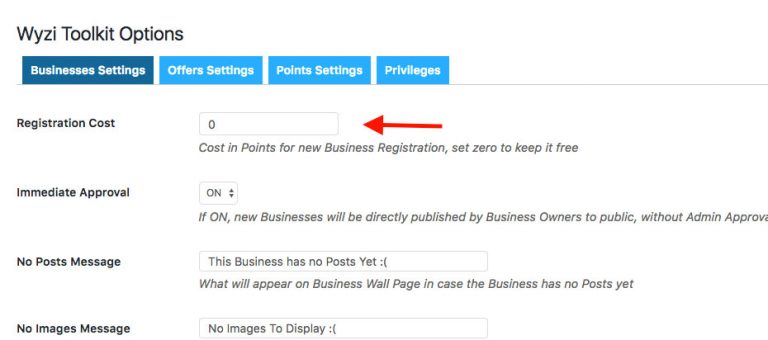 Wyzi Toolkit Options
Businesses Settings Offers Settings Points Settings Privileges
Registration Cost 0
Cost in Points for new Business Registration, set zero to keep it free
Immediate Approval ON
If ON, new Businesses will be directly published by Business Owners to public, without Admin Approva
No Posts Message This Business has no Posts Yet :(
What will appear on Business Wall Page in case the Business has no Posts yet
No Images Message No Images To Display :(